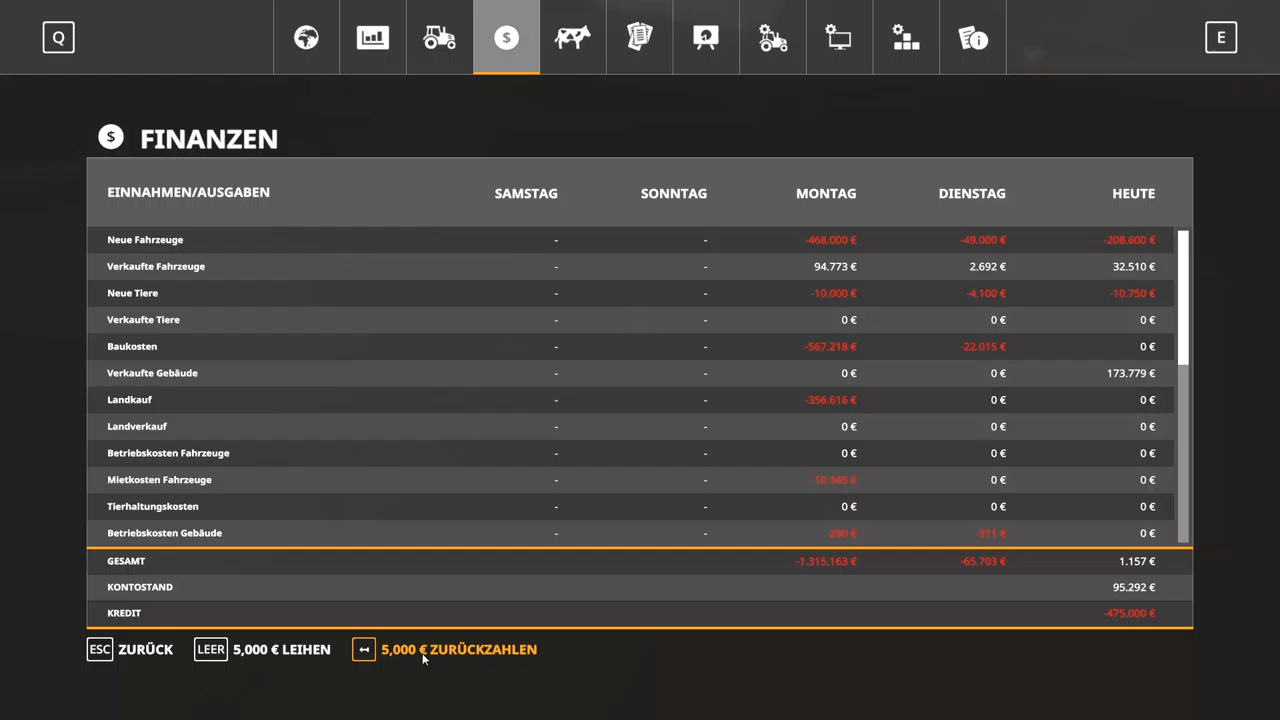 Q $ E
$ FINANZEN
EINNAHMEN/AUSGABEN SAMSTAG SONNTAG MONTAG DIENSTAG HEUTE
Neue Fahrzeuge - - -468.000 € -49.000 € -208.600 €
Verkaufte Fahrzeuge - - 94.773 € 2.692 € 32.510 €
Neue Tiere - - -10.000 € -4.100 € -10.750 €
Verkaufte Tiere - - 0 € 0 € 0 €
Baukosten - - -567.218 € -22.015 € 0 €
Verkaufte Gebäude - - 0 € 0 € 173.779 €
Landkauf - - -356.616 € 0 € 0 €
Landverkauf - - 0 € 0 € 0 €
Betriebskosten Fahrzeuge - - 0 € 0 € 0 €
Mietkosten Fahrzeuge - - -10.345 € 0 € 0 €
Tierhaltungskosten - - 0 € 0 € 0 €
Betriebskosten Gebäude - - -290 € -311 € 0 €
GESAMT -1.315.163 € -65.703 € 1.157 €
KONTOSTAND 95.292 €
KREDIT -475.000 €
ESC ZURÜCK LEER 5,000 € LEIHEN 5,000 € ZURÜCKZAHLEN